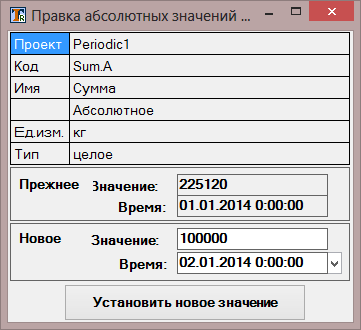 Правка абсолютных значений ...
Проект Periodic1
Код Sum.A
Имя Сумма
Абсолютное
Ед.изм. кг
Тип целое
Прежнее Значение: 225120
Время: 01.01.2014 0:00:00
Новое Значение: 100000
Время: 02.01.2014 0:00:00
Установить новое значение